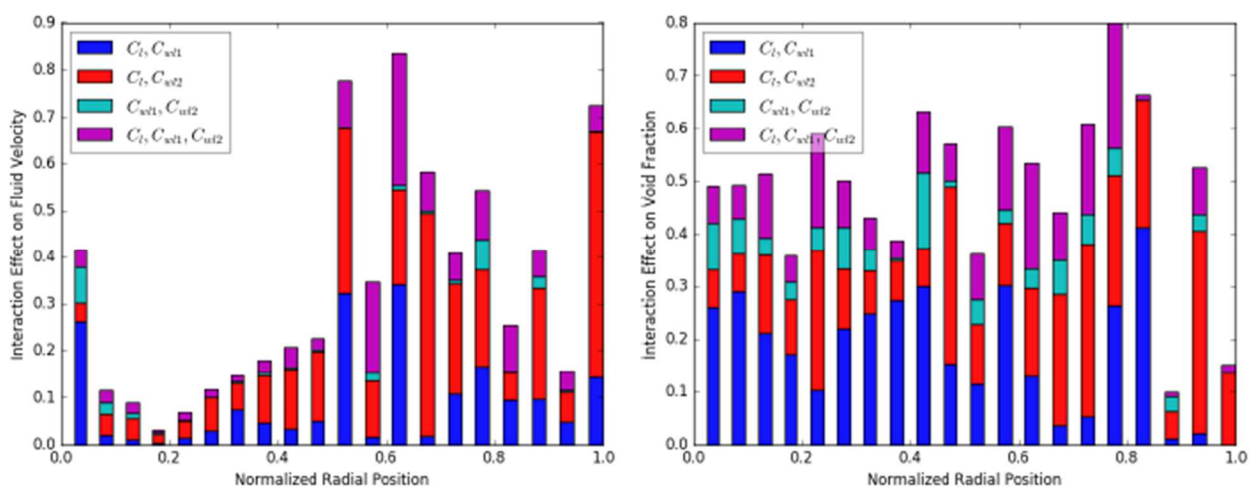 0.9
0.8
0.7
0.6
0.5
0.4
0.3
0.2
0.1
0.0
Interaction Effect on Fluid Velocity
C_l, C_wl1
C_l, C_wl2
C_wl1, C_wl2
C_l, C_wl1, C_wl2
0.0 0.2 0.4 0.6 0.8 1.0
Normalized Radial Position
0.8
0.7
0.6
0.5
0.4
0.3
0.2
0.1
0.0
Interaction Effect on Void Fraction
C_l, C_wl1
C_l, C_wl2
C_wl1, C_wl2
C_l, C_wl1, C_wl2
0.0 0.2 0.4 0.6 0.8 1.0
Normalized Radial Position